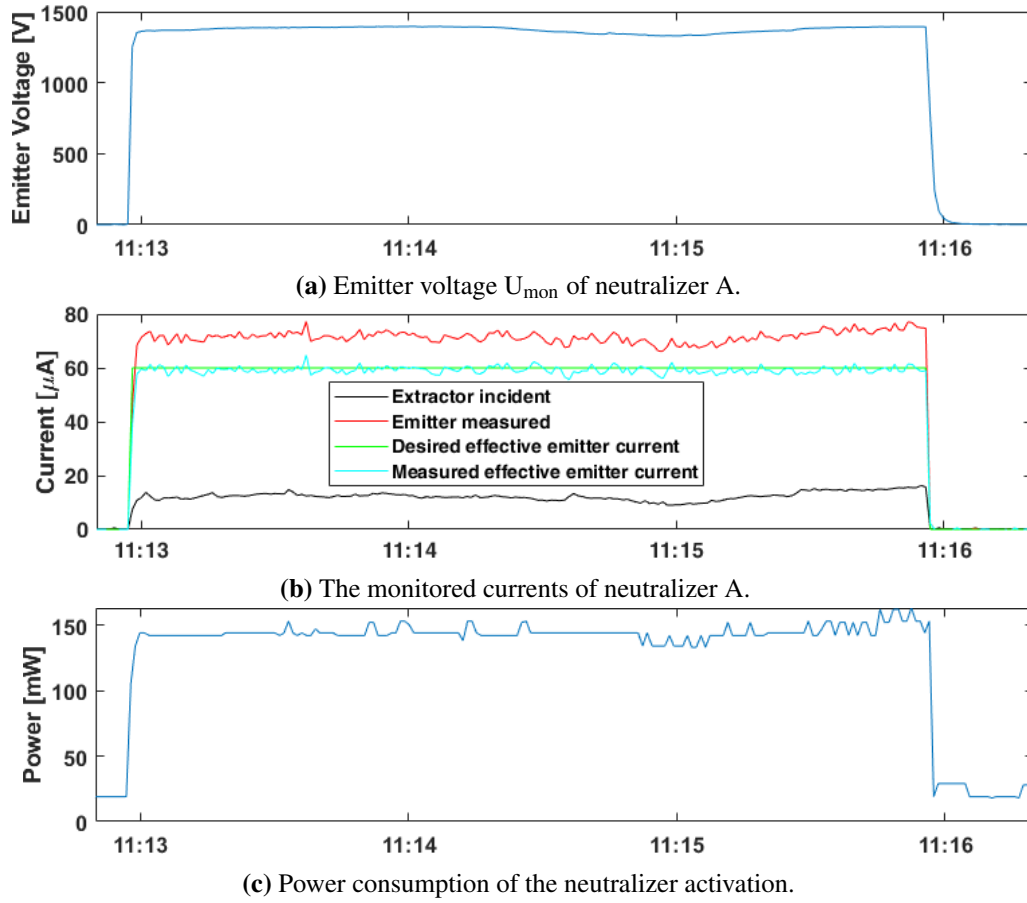 1500
1000
500
0
Emitter Voltage [V]
11:13 11:14 11:15 11:16
(a) Emitter voltage Umon of neutralizer A.
80
60
40
20
0
Current [μA]
Extractor incident
Emitter measured
Desired effective emitter current
Measured effective emitter current
11:13 11:14 11:15 11:16
(b) The monitored currents of neutralizer A.
150
100
50
0
Power [mW]
11:13 11:14 11:15 11:16
(c) Power consumption of the neutralizer activation.